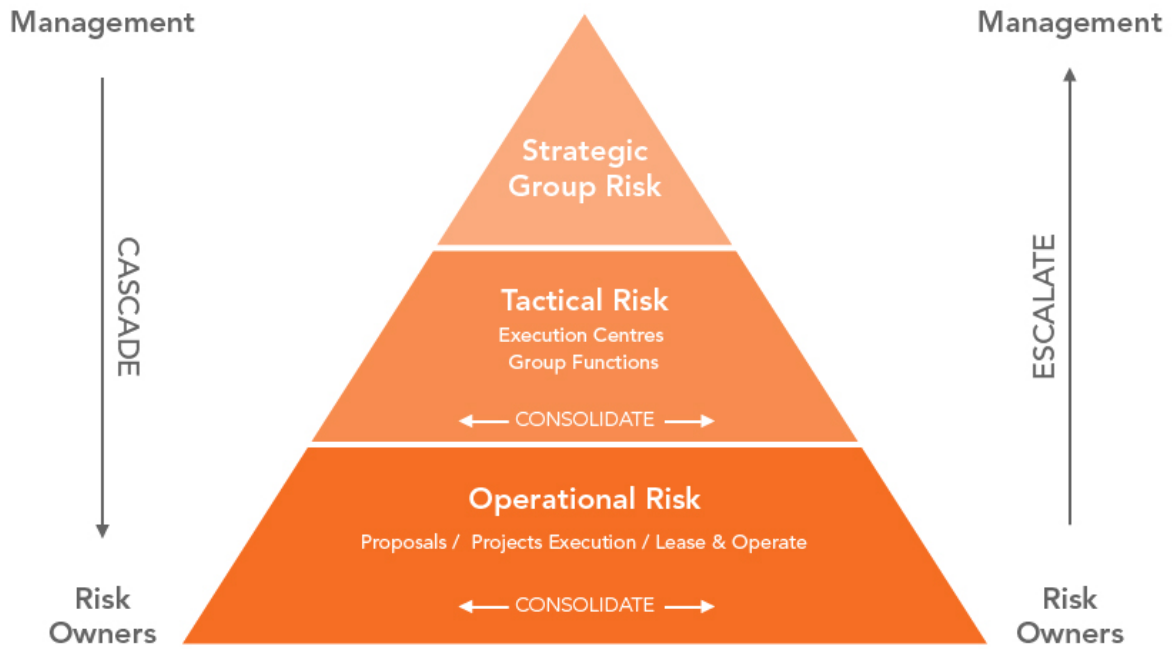 Management
Management
CASCADE
ESCALATE
Strategic
Group Risk
Tactical Risk
Execution Centres
Group Functions
CONSOLIDATE
Operational Risk
Proposals / Projects Execution / Lease & Operate
CONSOLIDATE
Risk
Owners
Risk
Owners